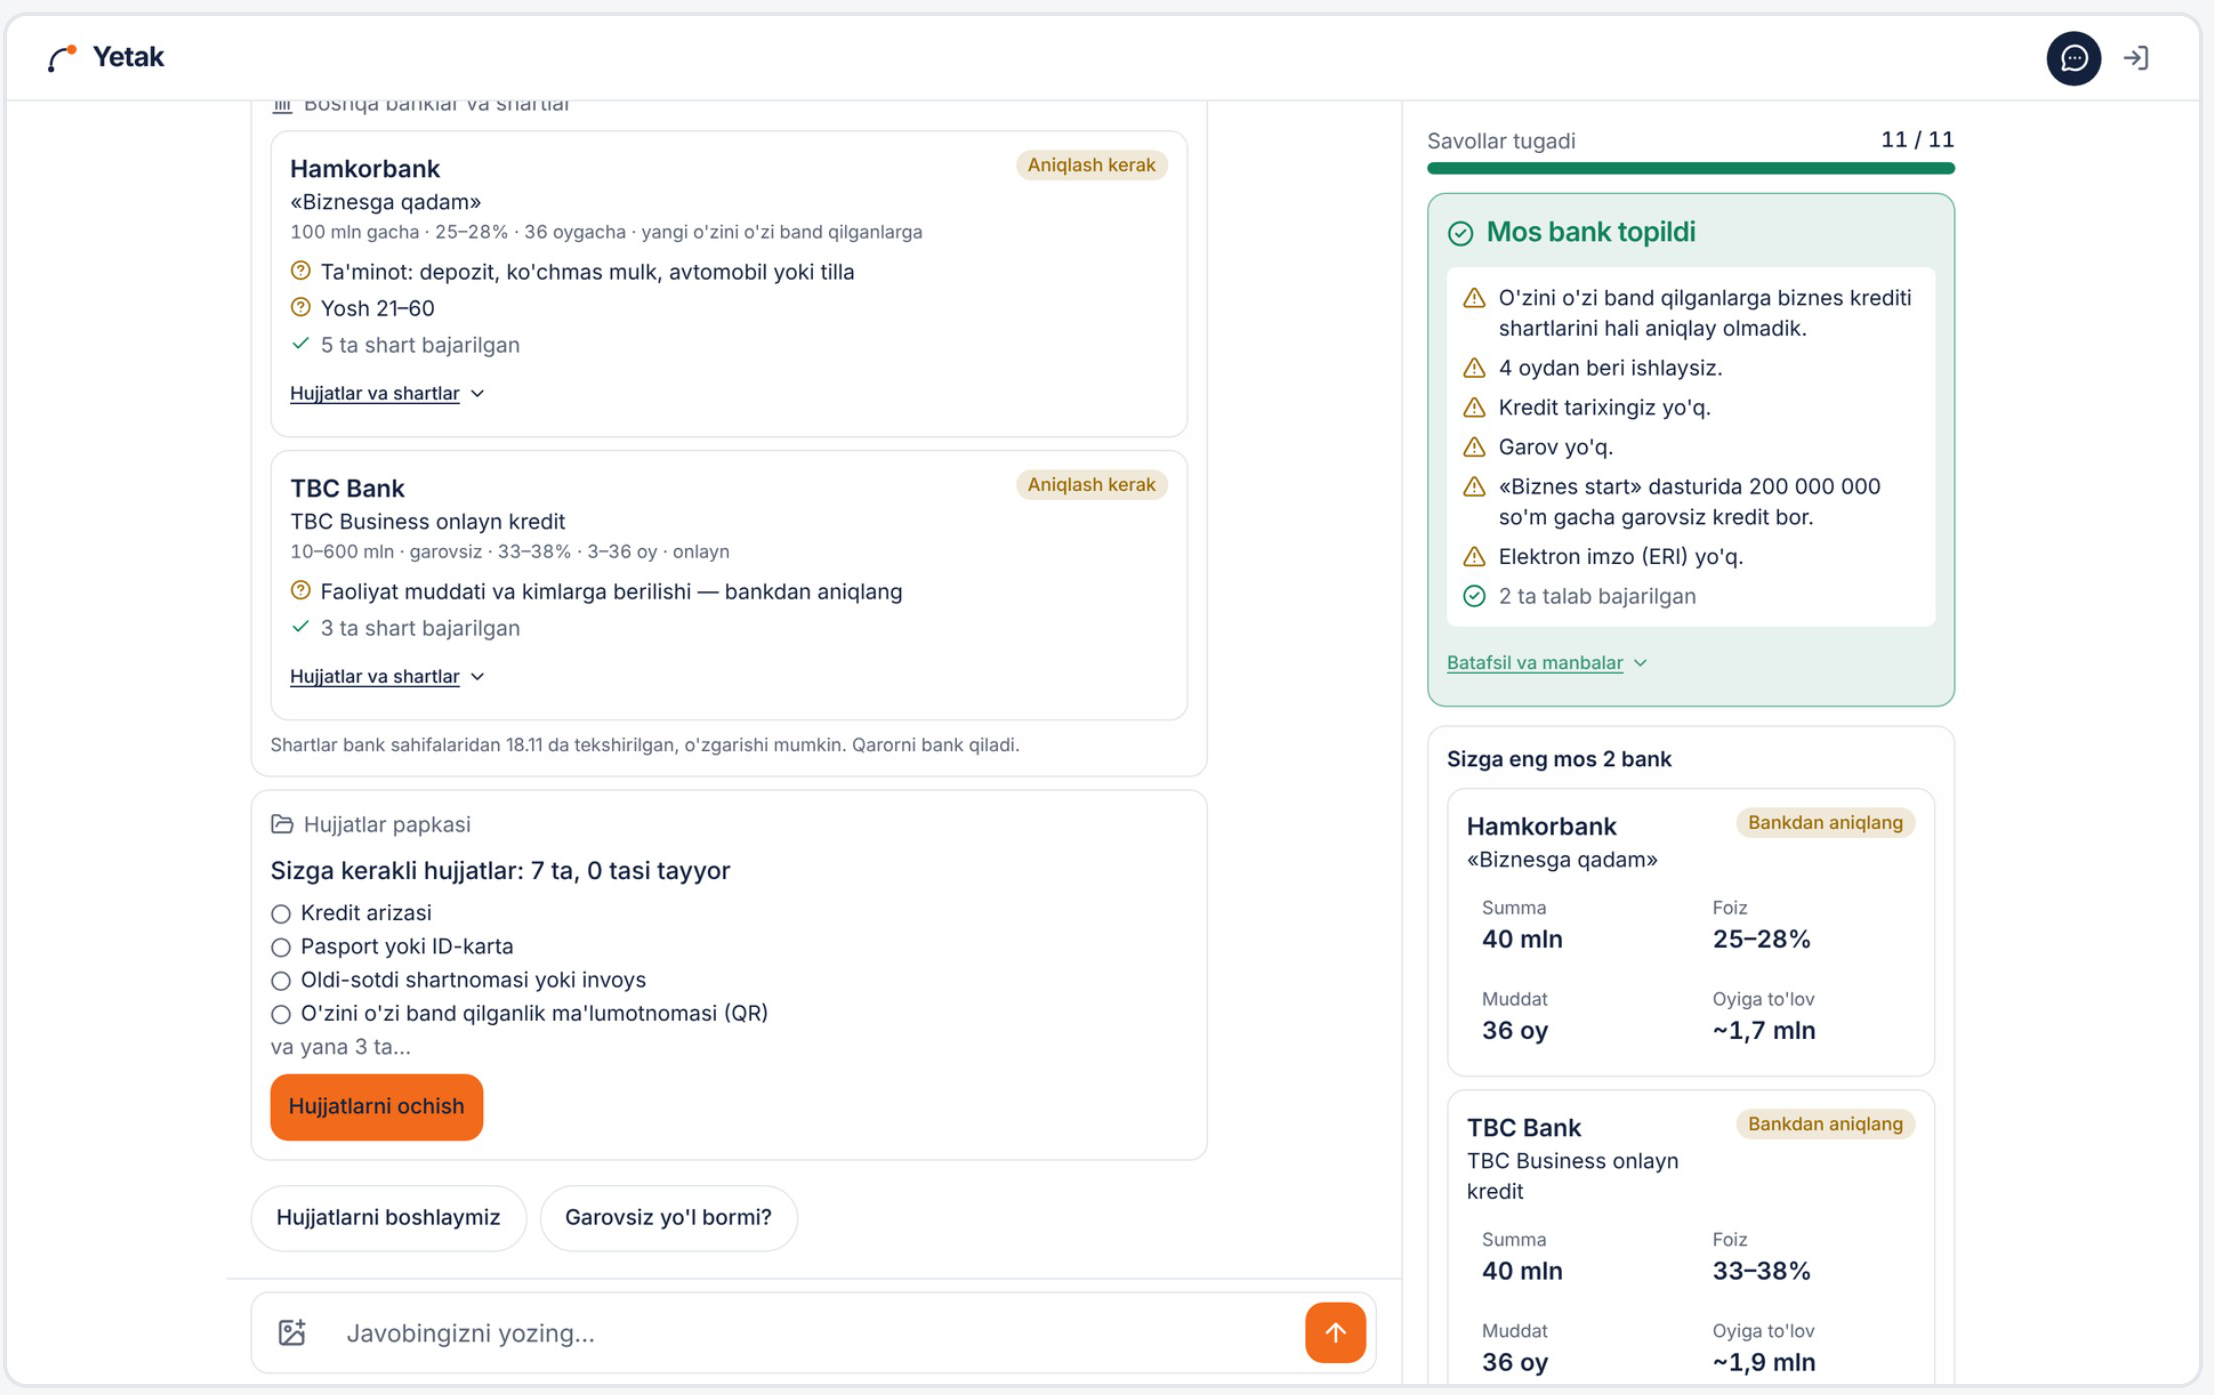 Yetak
Boshqa banklar va shartlar
Hamkorbank
Aniqlash kerak
«Biznesga qadam»
100 mln gacha · 25–28% · 36 oygacha · yangi o'zini o'zi band qilganlarga
Ta'minot: depozit, ko'chmas mulk, avtomobil yoki tilla
Yosh 21–60
5 ta shart bajarilgan
Hujjatlar va shartlar
TBC Bank
Aniqlash kerak
TBC Business onlayn kredit
10–600 mln · garovsiz · 33–38% · 3–36 oy · onlayn
Faoliyat muddati va kimlarga berilishi — bankdan aniqlang
3 ta shart bajarilgan
Hujjatlar va shartlar
Shartlar bank sahifalaridan 18.11 da tekshirilgan, o'zgarishi mumkin. Qarorni bank qiladi.
Hujjatlar papkasi
Sizga kerakli hujjatlar: 7 ta, 0 tasi tayyor
Kredit arizasi
Pasport yoki ID-karta
Oldi-sotdi shartnomasi yoki invoys
O'zini o'zi band qilganlik ma'lumotnomasi (QR)
va yana 3 ta...
Hujjatlarni ochish
Hujjatlarni boshlaymiz
Garovsiz yo'l bormi?
Javobingizni yozing...
Savollar tugadi
11 / 11
Mos bank topildi
O'zini o'zi band qilganlarga biznes krediti
shartlarini hali aniqlay olmadik.
4 oydan beri ishlaysiz.
Kredit tarixingiz yo'q.
Garov yo'q.
«Biznes start» dasturida 200 000 000
so'm gacha garovsiz kredit bor.
Elektron imzo (ERI) yo'q.
2 ta talab bajarilgan
Batafsil va manbalar
Sizga eng mos 2 bank
Hamkorbank
Bankdan aniqlang
«Biznesga qadam»
Summa
Foiz
40 mln
25–28%
Muddat
Oyiga to'lov
36 oy
~1,7 mln
TBC Bank
Bankdan aniqlang
TBC Business onlayn
kredit
Summa
Foiz
40 mln
33–38%
Muddat
Oyiga to'lov
36 oy
~1,9 mln